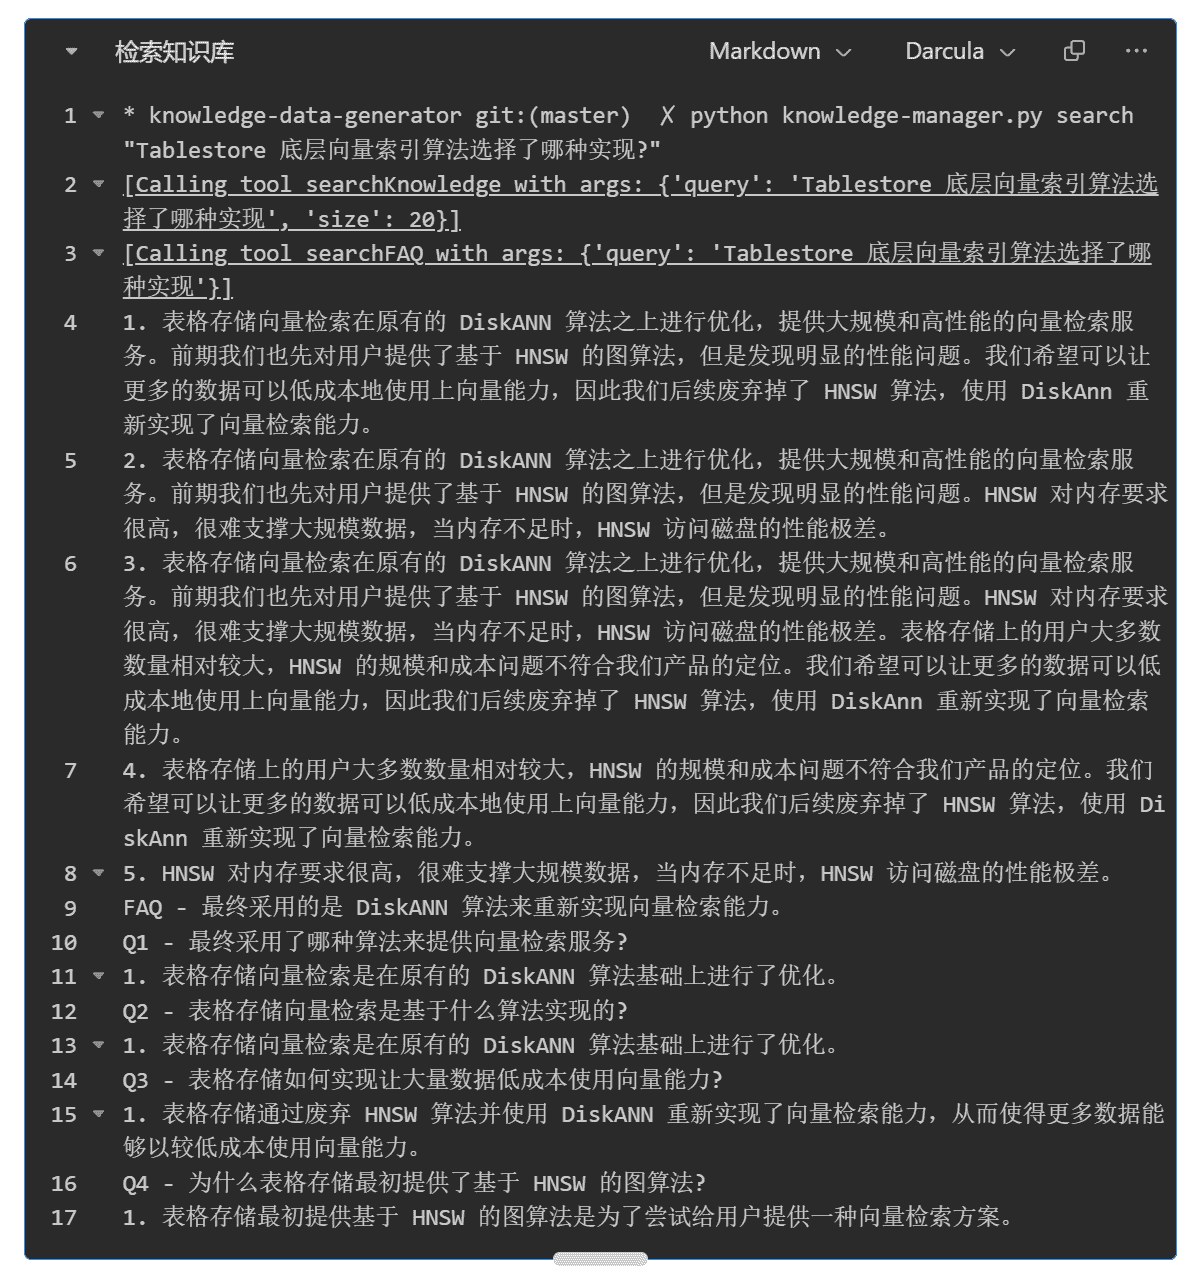 检索知识库 Markdown Darcula ···
1 * knowledge-data-generator git:(master) ✗ python knowledge-manager.py search
"Tablestore 底层向量索引算法选择了哪种实现?"
2 [Calling tool searchKnowledge with args: {'query': 'Tablestore 底层向量索引算法选
择了哪种实现', 'size': 20}]
3 [Calling tool searchFAQ with args: {'query': 'Tablestore 底层向量索引算法选择了哪
种实现'}]
4 1. 表格存储向量检索在原有的 DiskANN 算法之上进行优化，提供大规模和高性能的向量检索服
务。前期我们也先对用户提供了基于 HNSW 的图算法，但是发现明显的性能问题。我们希望可以让
更多的数据可以低成本地使用上向量能力，因此我们后续废弃掉了 HNSW 算法，使用 DiskAnn 重
新实现了向量检索能力。
5 2. 表格存储向量检索在原有的 DiskANN 算法之上进行优化，提供大规模和高性能的向量检索服
务。前期我们也先对用户提供了基于 HNSW 的图算法，但是发现明显的性能问题。HNSW 对内存要求
很高，很难支撑大规模数据，当内存不足时，HNSW 访问磁盘的性能极差。
6 3. 表格存储向量检索在原有的 DiskANN 算法之上进行优化，提供大规模和高性能的向量检索服
务。前期我们也先对用户提供了基于 HNSW 的图算法，但是发现明显的性能问题。HNSW 对内存要求
很高，很难支撑大规模数据，当内存不足时，HNSW 访问磁盘的性能极差。表格存储上的用户大多数
数量相对较大，HNSW 的规模和成本问题不符合我们产品的定位。我们希望可以让更多的数据可以低
成本地使用上向量能力，因此我们后续废弃掉了 HNSW 算法，使用 DiskAnn 重新实现了向量检索
能力。
7 4. 表格存储上的用户大多数数量相对较大，HNSW 的规模和成本问题不符合我们产品的定位。我们
希望可以让更多的数据可以低成本地使用上向量能力，因此我们后续废弃掉了 HNSW 算法，使用 Di
skAnn 重新实现了向量检索能力。
8 5. HNSW 对内存要求很高，很难支撑大规模数据，当内存不足时，HNSW 访问磁盘的性能极差。
9 FAQ - 最终采用的是 DiskANN 算法来重新实现向量检索能力。
10 Q1 - 最终采用了哪种算法来提供向量检索服务?
11 1. 表格存储向量检索是在原有的 DiskANN 算法基础上进行了优化。
12 Q2 - 表格存储向量检索是基于什么算法实现的?
13 1. 表格存储向量检索是在原有的 DiskANN 算法基础上进行了优化。
14 Q3 - 表格存储如何实现让大量数据低成本使用向量能力?
15 1. 表格存储通过废弃 HNSW 算法并使用 DiskANN 重新实现了向量检索能力，从而使得更多数据能
够以较低成本使用向量能力。
16 Q4 - 为什么表格存储最初提供了基于 HNSW 的图算法?
17 1. 表格存储最初提供基于 HNSW 的图算法是为了尝试给用户提供一种向量检索方案。